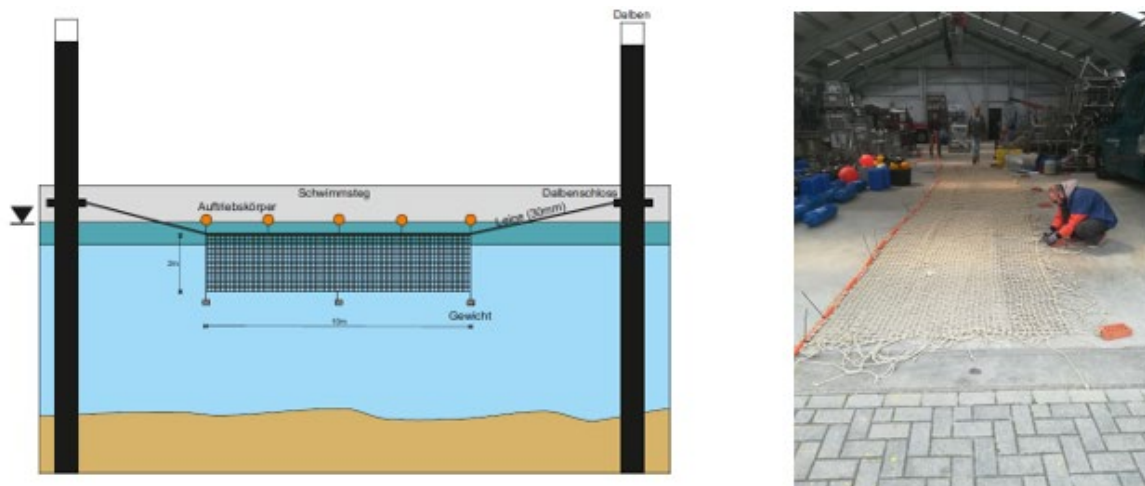 Dalben
Schwimmsteg
Dalbenschloss
Auftriebskörper
Leine (30mm)
2m
Gewicht
10m